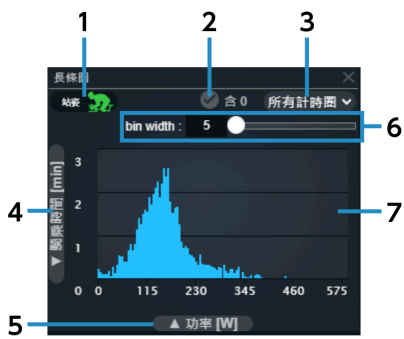 1 2 3
長條圖
站姿 含 0 所有計時圈
bin width : 5 6
3
2
1
0
4 ▲ 騎乘時間 [min] 7
0 115 230 345 460 575
5 ▲ 功率 [W]